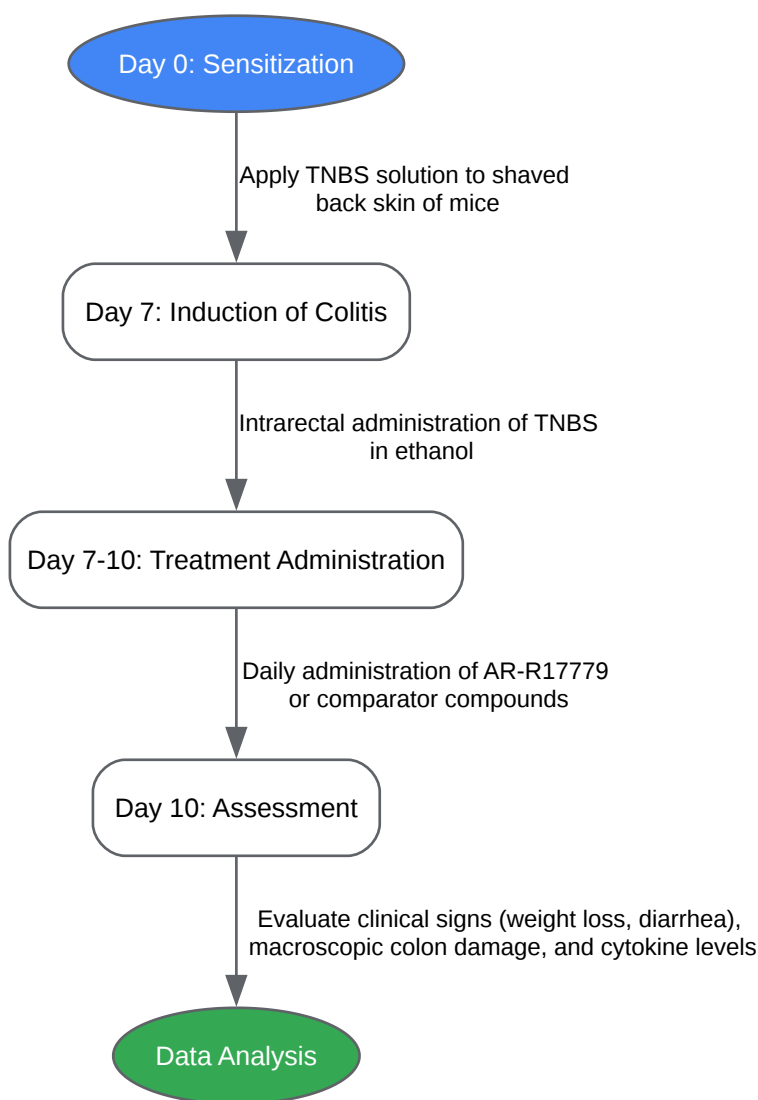 Day 0: Sensitization
Apply TNBS solution to shaved
back skin of mice
Day 7: Induction of Colitis
Intrarectal administration of TNBS
in ethanol
Day 7-10: Treatment Administration
Daily administration of AR-R17779
or comparator compounds
Day 10: Assessment
Evaluate clinical signs (weight loss, diarrhea),
macroscopic colon damage, and cytokine levels
Data Analysis